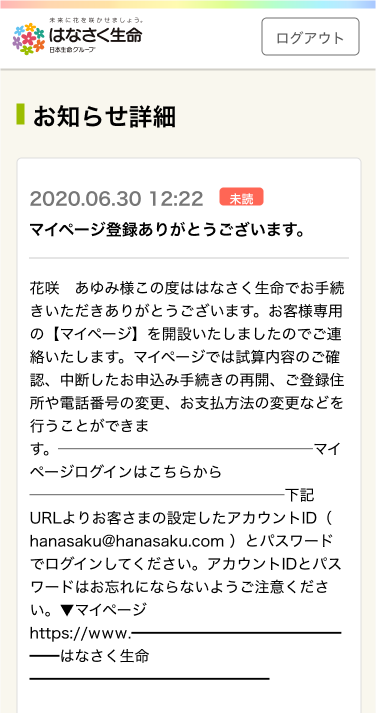 未来に花を咲かせましょう。
はなさく生命
日本生命グループ
ログアウト
お知らせ詳細
2020.06.30 12:22 未読
マイページ登録ありがとうございます。
花咲　あゆみ様この度ははなさく生命でお手続
きいただきありがとうございます。お客様専用
の【マイページ】を開設いたしましたのでご連
絡いたします。マイページでは試算内容のご確
認、中断したお申込み手続きの再開、ご登録住
所や電話番号の変更、お支払方法の変更などを
行うことができま
す。―――――――――――――――――マイ
ページログインはこちらから
―――――――――――――――――下記
URLよりお客さまの設定したアカウントID（
hanasaku@hanasaku.com ）とパスワード
でログインしてください。アカウントIDとパス
ワードはお忘れにならないようご注意くださ
い。▼マイページ
https://www.━━━━━━━━━━━━━━
━━はなさく生命
━━━━━━━━━━━━━━━━